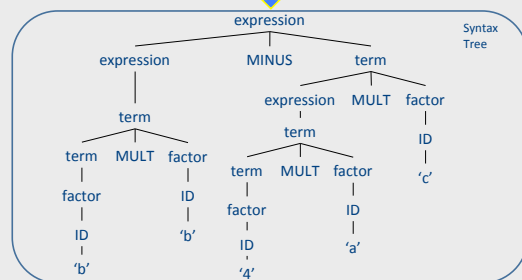 expression
Syntax
Tree
expression MINUS term
expression MULT factor
term
term ID
term MULT factor term MULT factor 'c'
factor ID factor ID
ID 'b' ID 'a'
'b' '4'